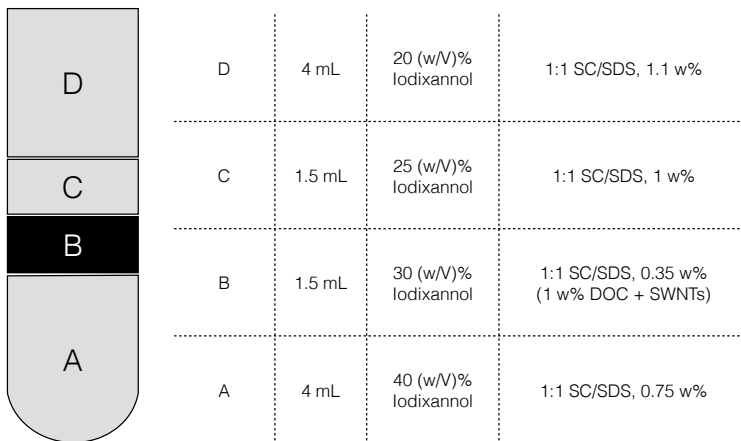 D
C
B
A
D
4 mL
20 (w/V)%
Iodixannol
1:1 SC/SDS, 1.1 w%
C
1.5 mL
25 (w/V)%
Iodixannol
1:1 SC/SDS, 1 w%
B
1.5 mL
30 (w/V)%
Iodixannol
1:1 SC/SDS, 0.35 w%
(1 w% DOC + SWNTs)
A
4 mL
40 (w/V)%
Iodixannol
1:1 SC/SDS, 0.75 w%